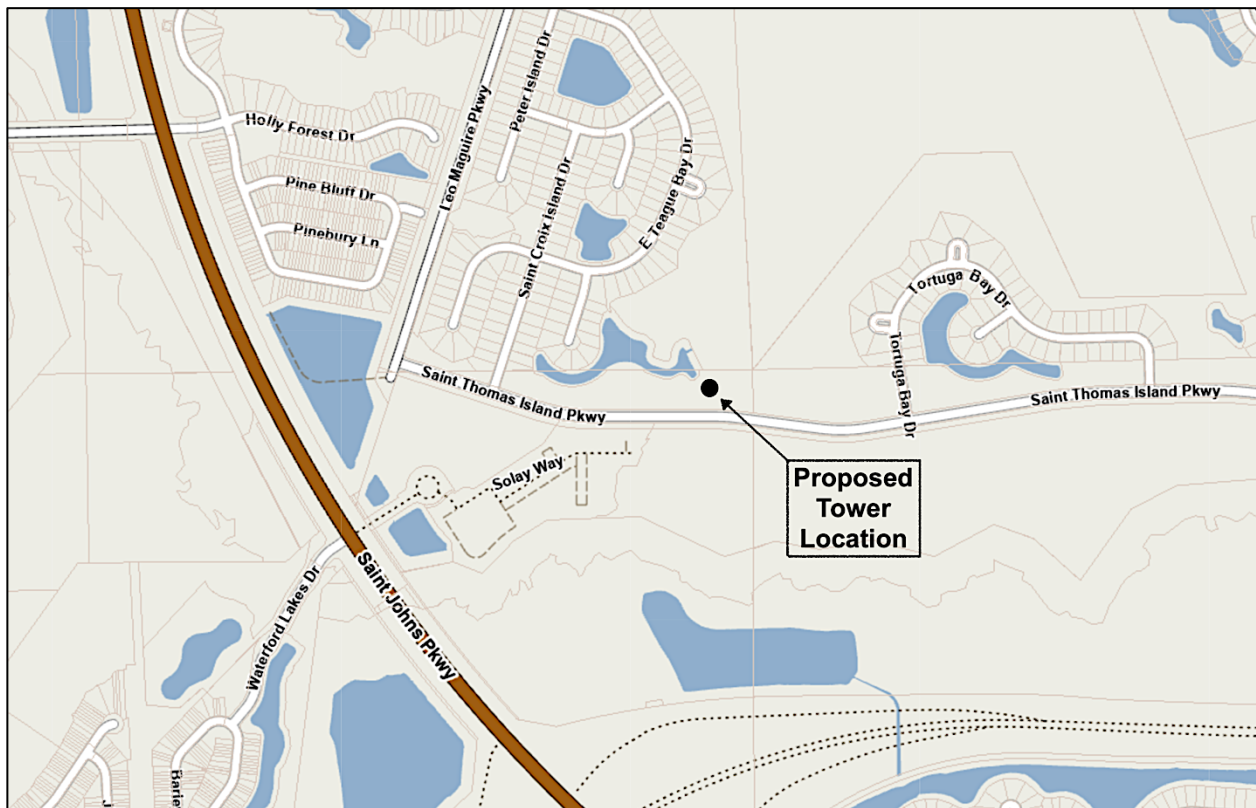 Holly Forest Dr
Pine Bluff Dr
Pinebury Ln
Leo Maguire Pkwy
Peter Island Dr
Saint Croix Island Dr
E Teague Bay Dr
Tortuga Bay Dr
Tortuga Bay Dr
Saint Thomas Island Pkwy
Saint Thomas Island Pkwy
Solay Way
Proposed
Tower
Location
Waterford Lakes Dr
Saint Johns Pkwy